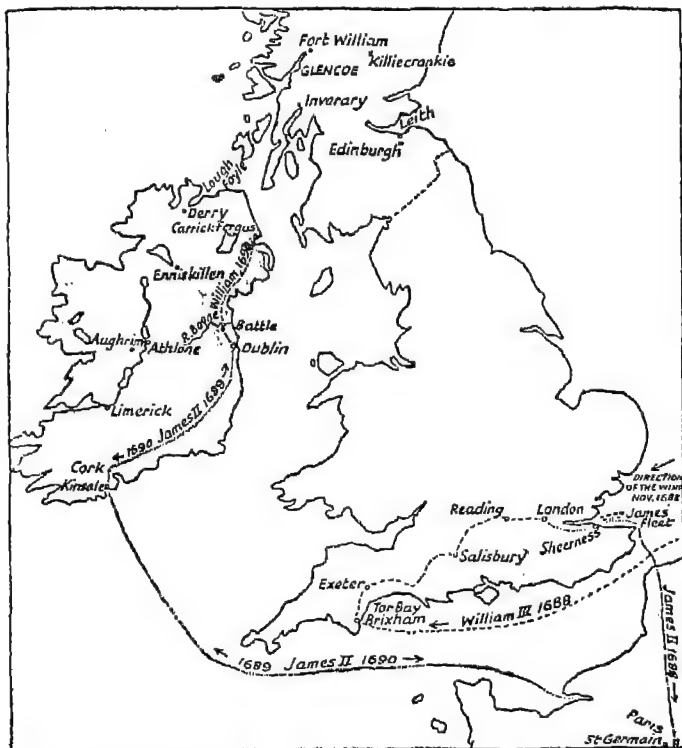 Fort William
Killiecrankie
GLENCOE
Inverary
Leith
Edinburgh
Lough
Foyle
Derry
Carrickfergus
Enniskillen
William 1690
R. Boyne
Battle
Aughrim
Athlone
Dublin
Limerick
← 1690 James II 1689 →
Cork
Kinsale
DIRECTION
OF THE WIND
NOV. 1688
Reading
London
James
Fleet
Sheerness
Salisbury
Exeter
Tor Bay
Brixham
← William III 1688
James II 1688 →
← 1689 James II 1690 →
Paris
St Germain